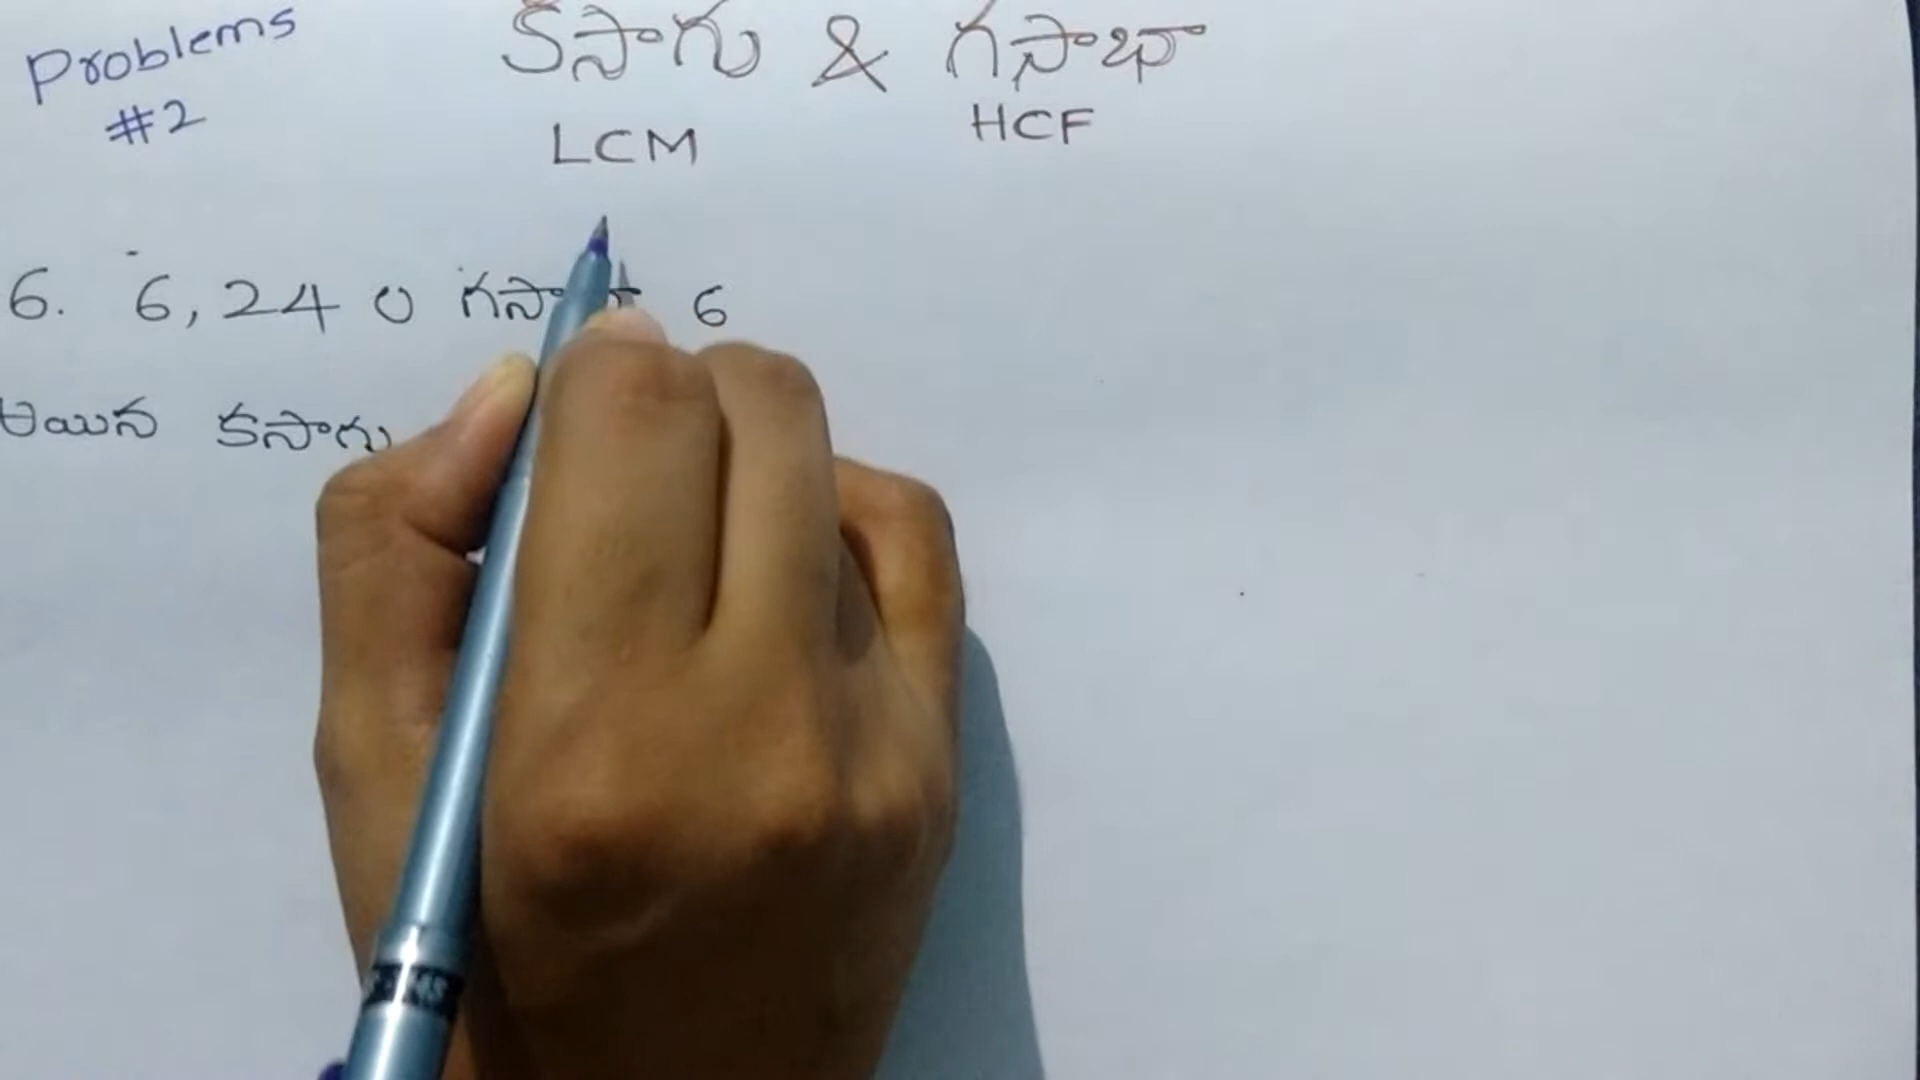 Problems
#2
కసాగు & గసాభా
LCM
HCF
6. 6, 24 ల 6
అయిన కసాగు